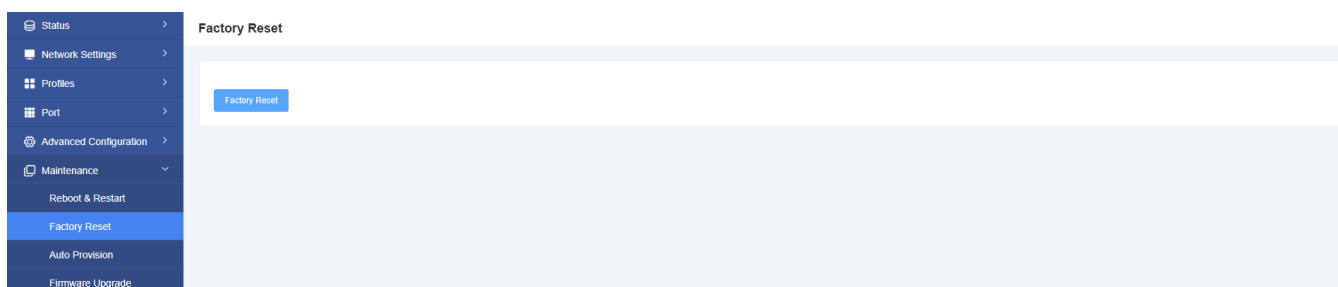 Status
Network Settings
Profiles
Port
Advanced Configuration
Maintenance
Reboot & Restart
Factory Reset
Auto Provision
Firmware Upgrade
Factory Reset
Factory Reset